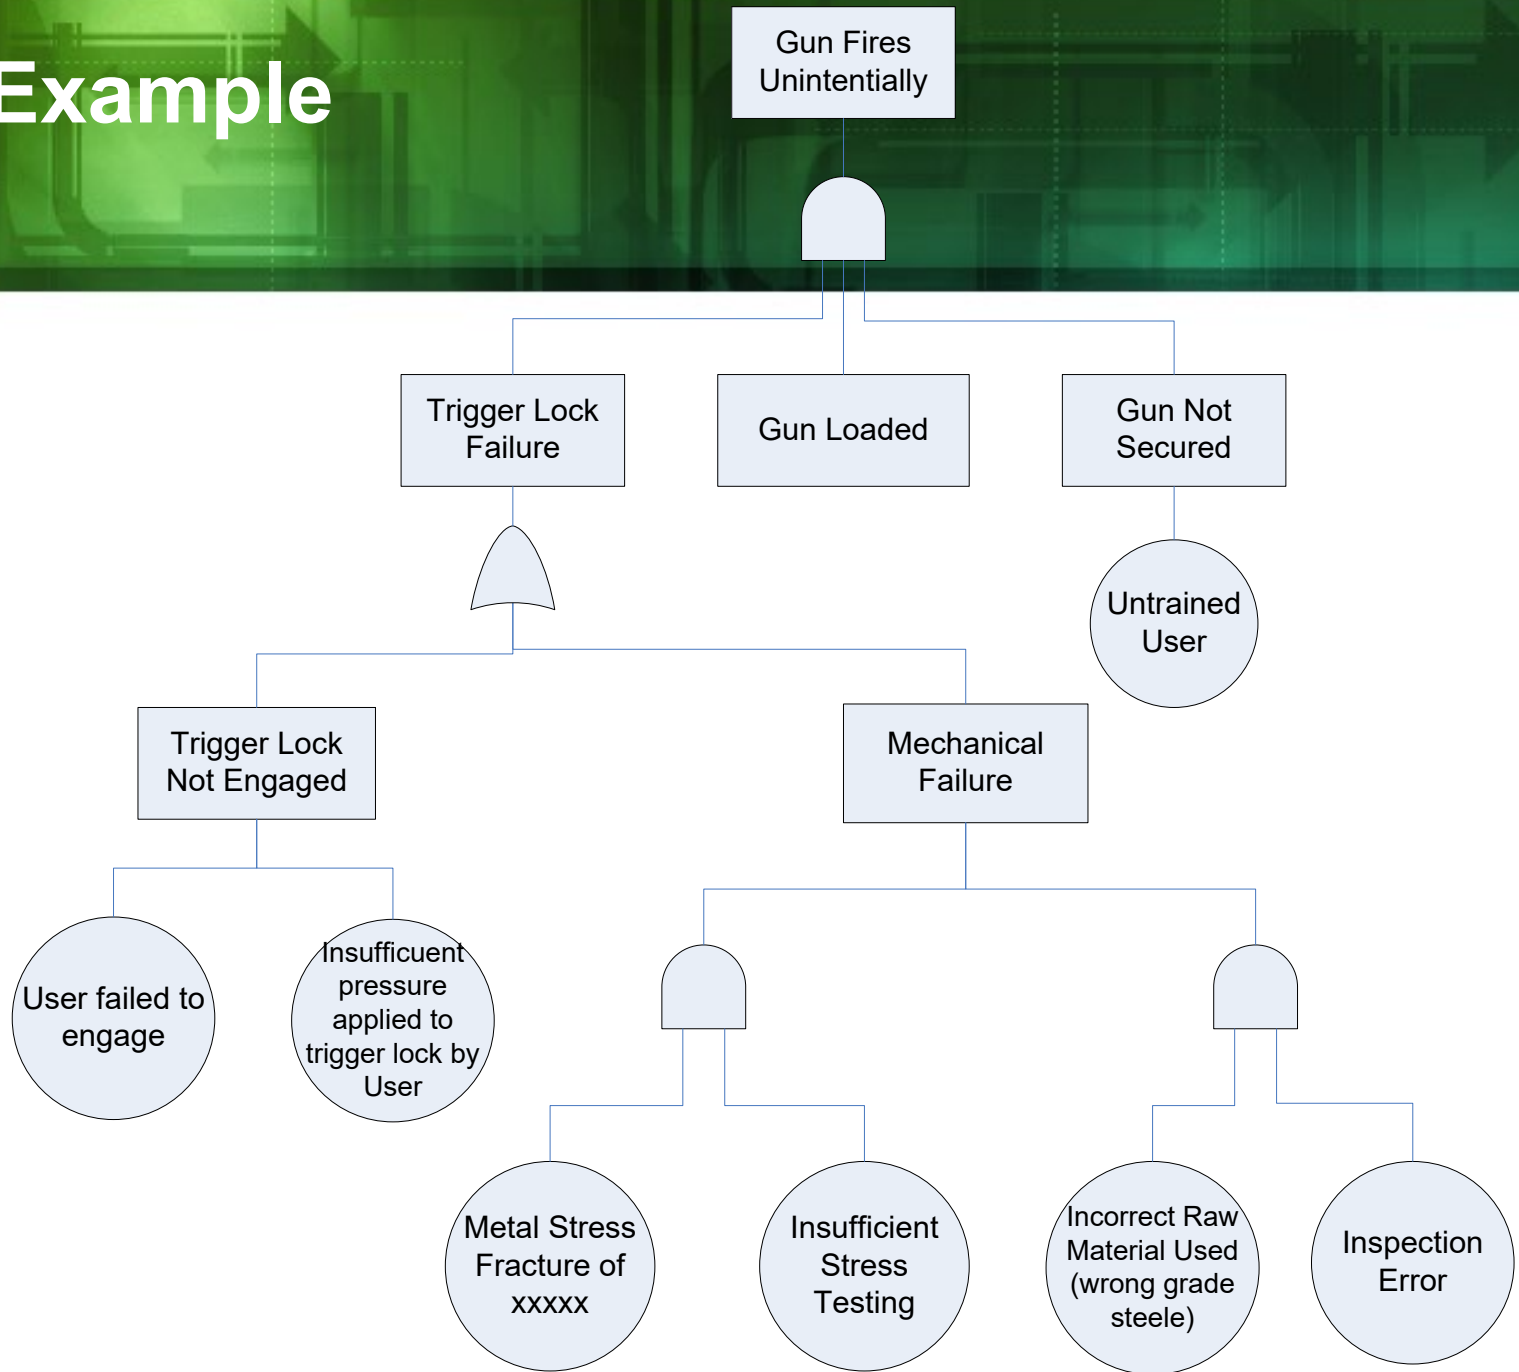 Example
Gun Fires
Unintentially
Trigger Lock
Failure
Gun Loaded
Gun Not
Secured
Untrained
User
Trigger Lock
Not Engaged
Mechanical
Failure
User failed to
engage
Insufficuent
pressure
applied to
trigger lock by
User
Metal Stress
Fracture of
xxxxx
Insufficient
Stress
Testing
Incorrect Raw
Material Used
(wrong grade
steele)
Inspection
Error